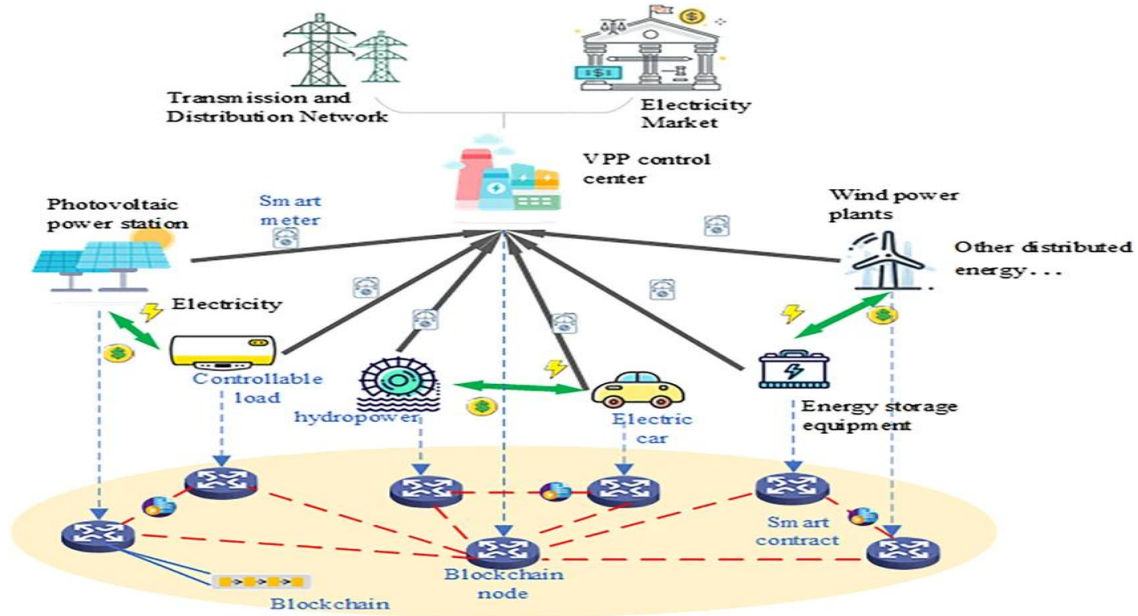 Transmission and
Distribution Network
Electricity
Market
VPP control
center
Photovoltaic
power station
Smart
meter
Wind power
plants
Other distributed
energy...
Electricity
Controllable
load
hydropower
Electric
car
Energy storage
equipment
Smart
contract
Blockchain
node
Blockchain